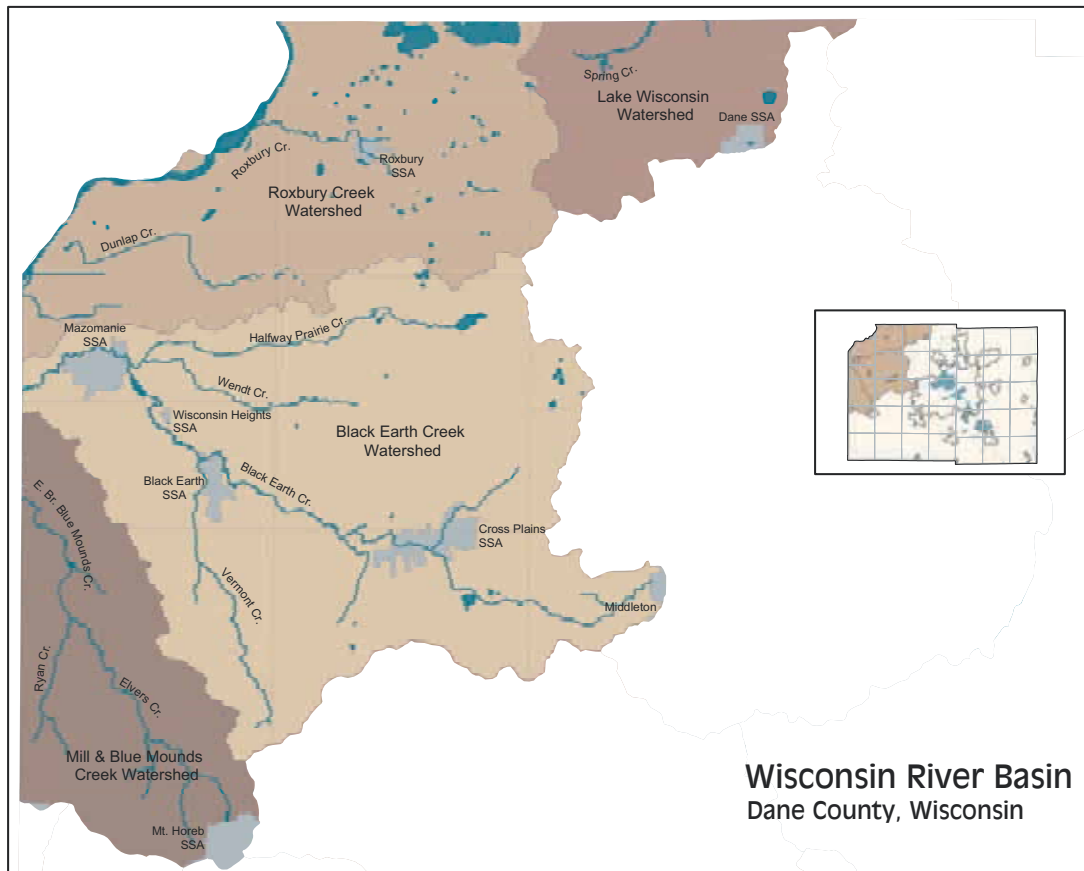 Spring Cr.
Lake Wisconsin
Watershed
Dane SSA
Roxbury Cr.
Roxbury
SSA
Roxbury Creek
Watershed
Dunlap Cr.
Mazomanie
SSA
Halfway Prairie Cr.
Wendt Cr.
Wisconsin Heights
SSA
Black Earth Creek
Watershed
Black Earth
SSA
Black Earth Cr.
Cross Plains
SSA
E. Br. Blue Mounds Cr.
Vermont Cr.
Middleton
Ryan Cr.
Elvers Cr.
Mill & Blue Mounds
Creek Watershed
Mt. Horeb
SSA
Wisconsin River Basin
Dane County, Wisconsin